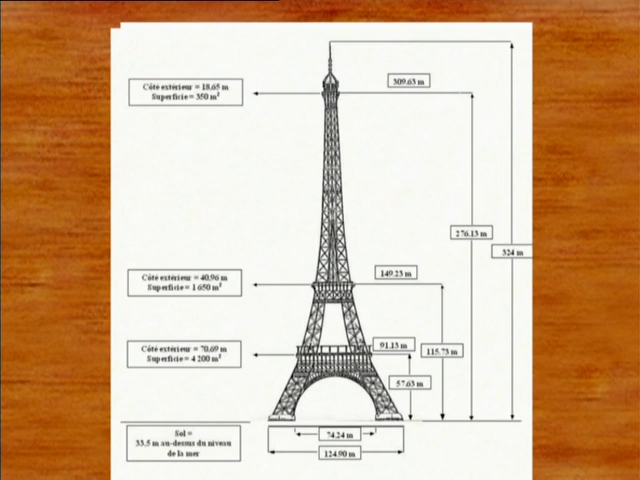 309.63 m
Côté extérieur = 18,65 m
Superficie = 350 m²
276.13 m
324 m
149.23 m
Côté extérieur = 40,96 m
Superficie = 1 650 m²
91.13 m
115.73 m
Côté extérieur = 70,69 m
Superficie = 4 200 m²
57.63 m
Sol =
33,5 m au-dessus du niveau
de la mer
74.24 m
124.90 m